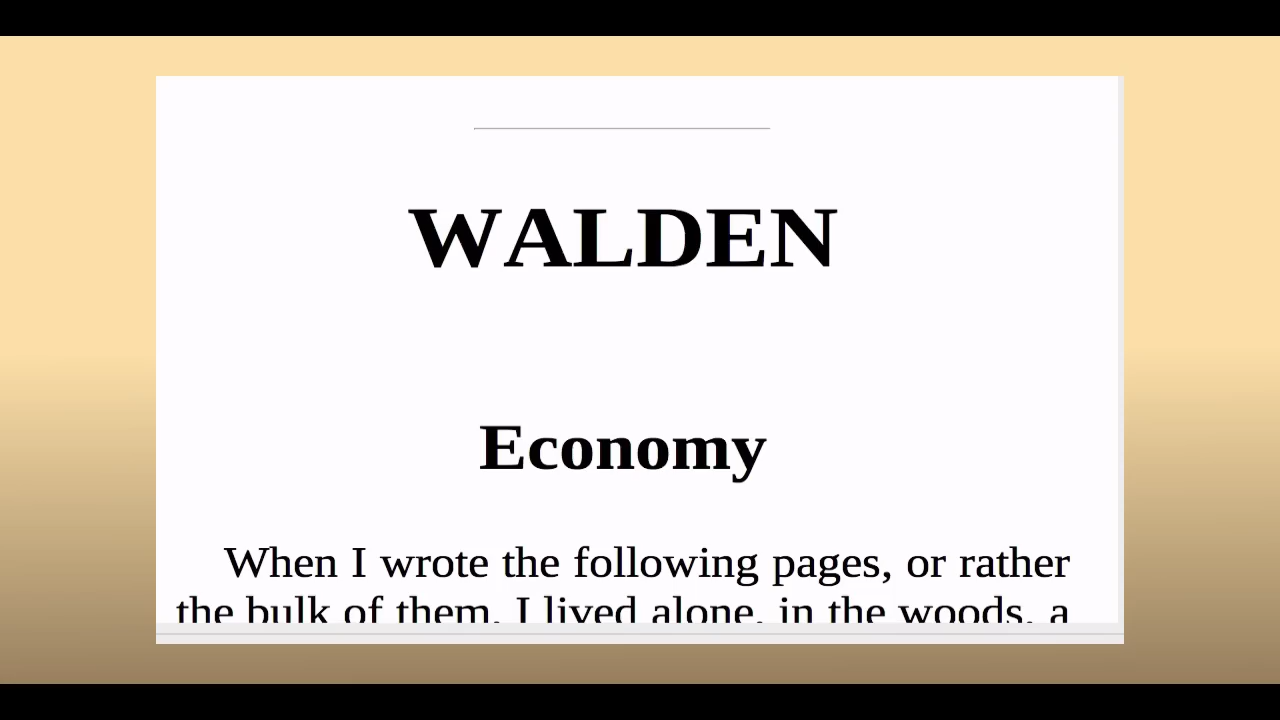 WALDEN
Economy
When I wrote the following pages, or rather
the bulk of them, I lived alone, in the woods, a